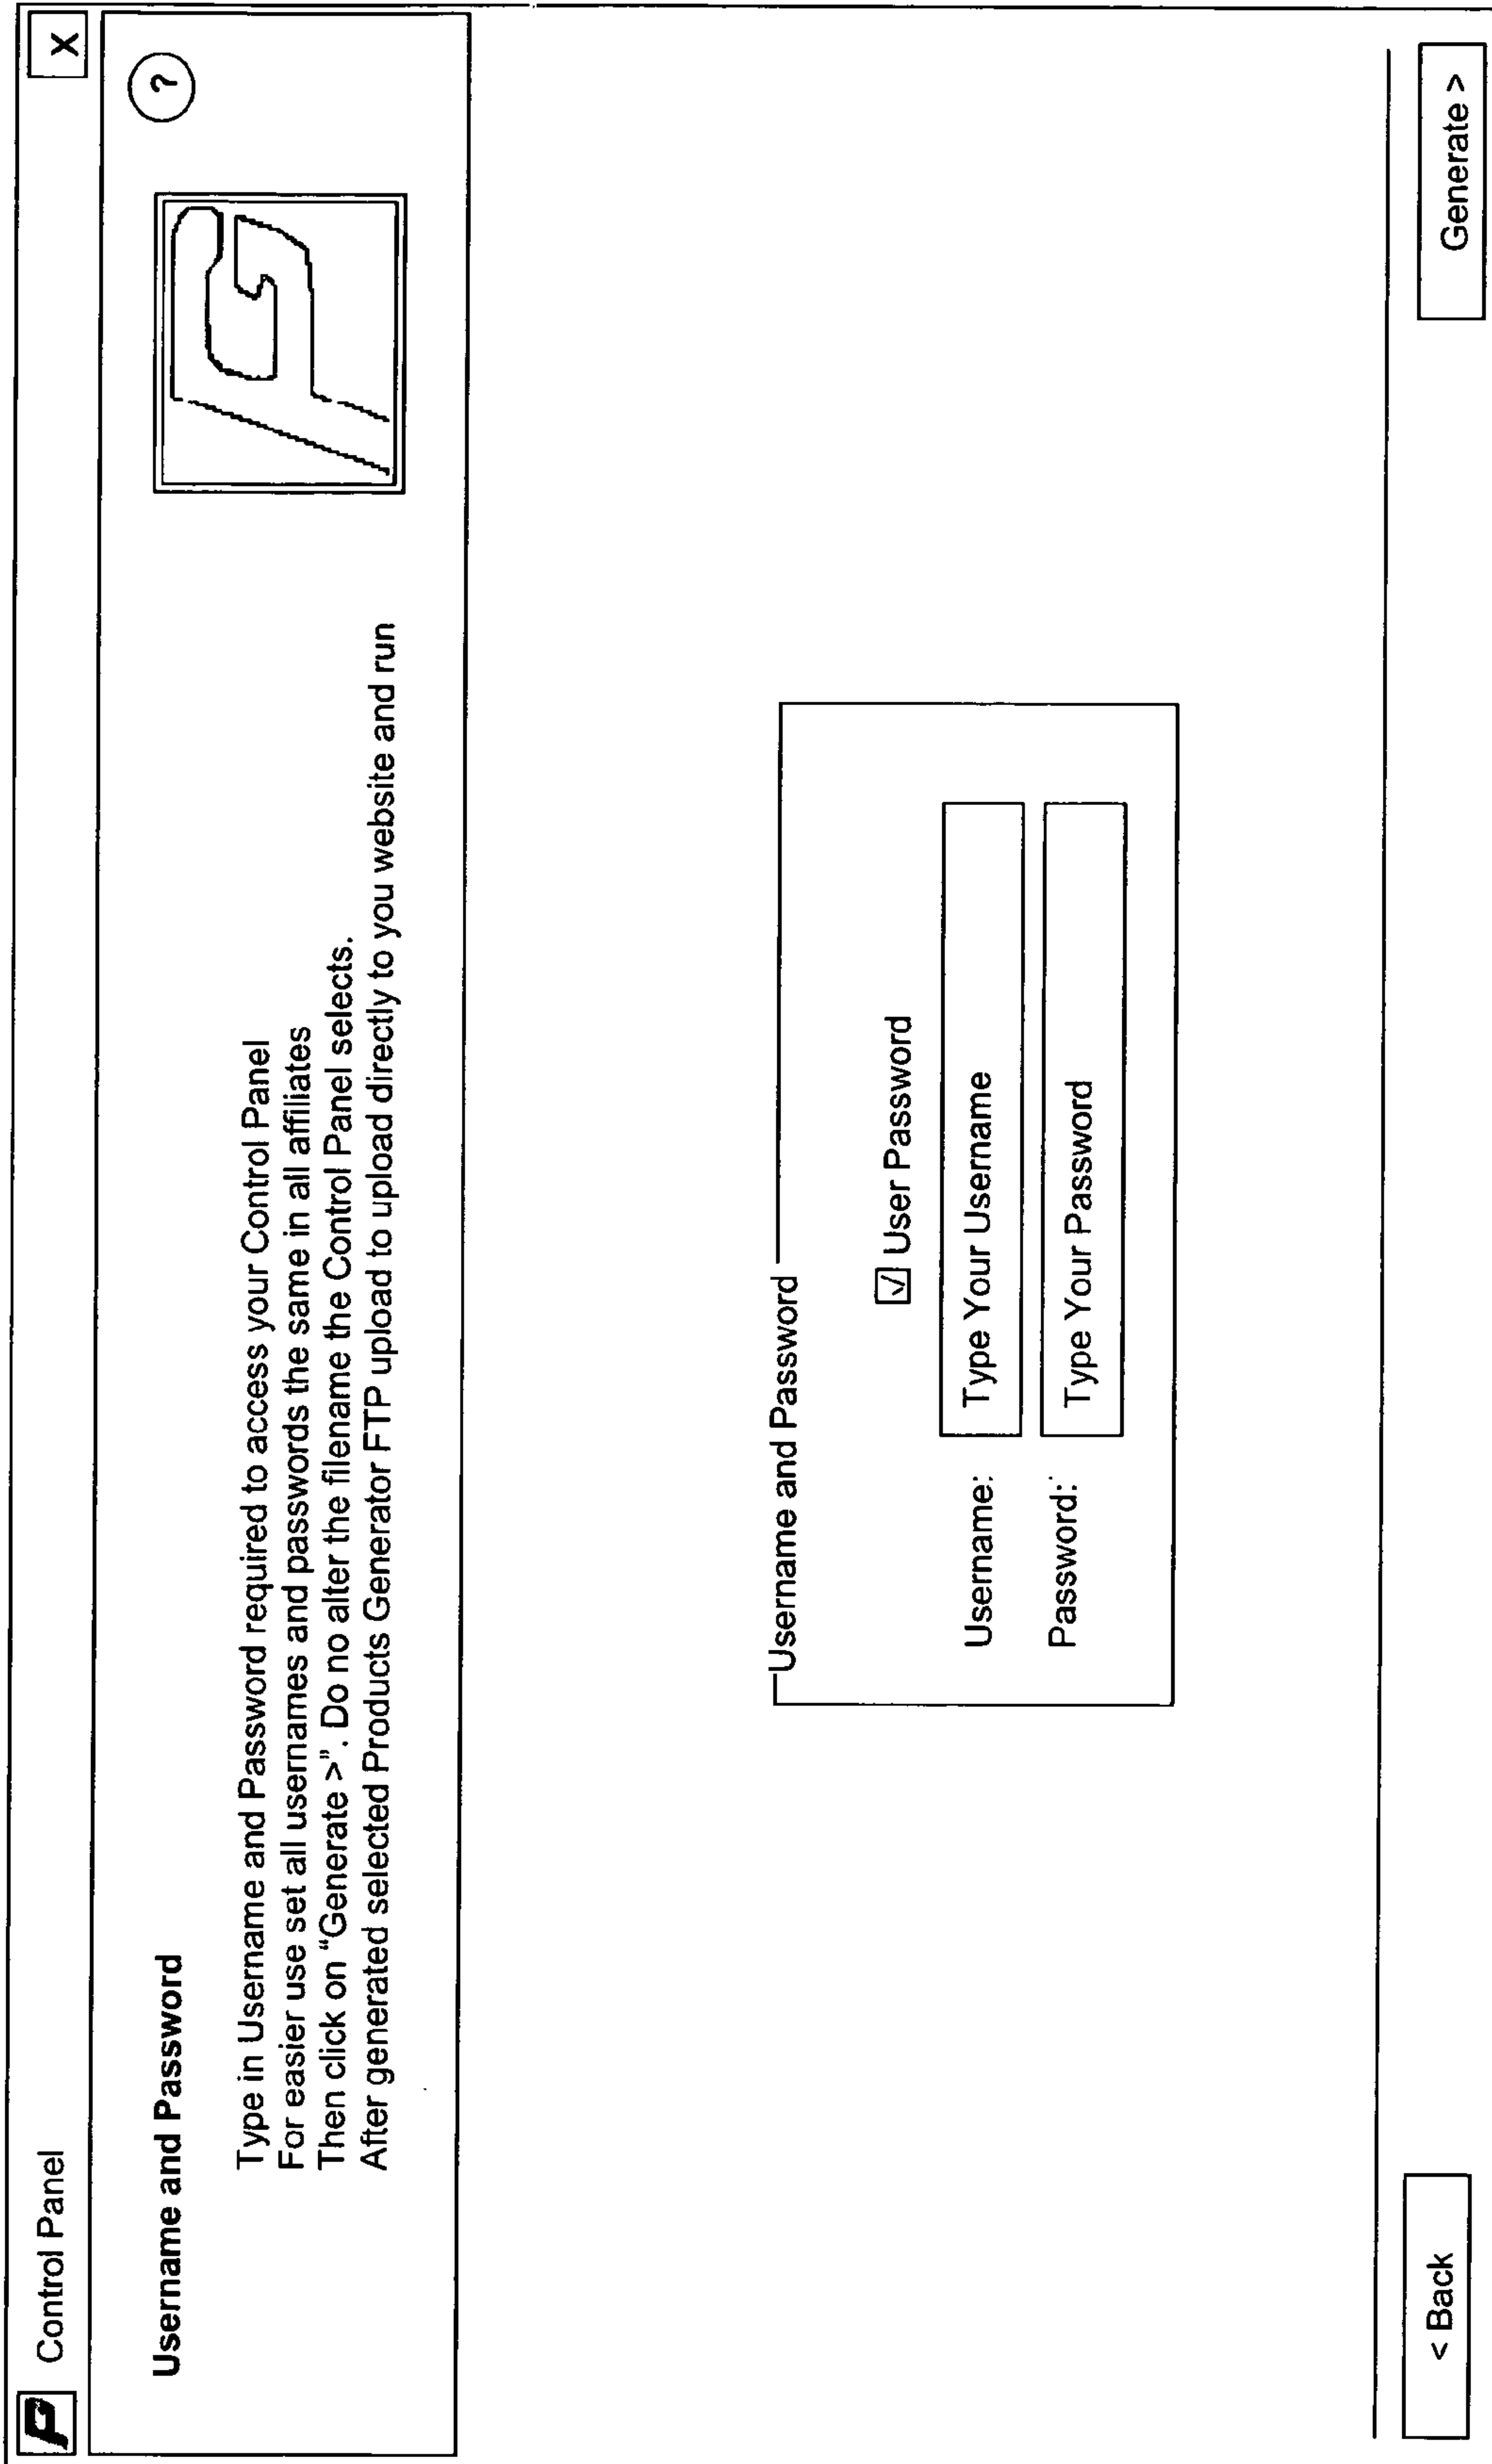 Control Panel
X
Username and Password
?
Type in Username and Password required to access your Control Panel
For easier use set all usernames and passwords the same in all affiliates
Then click on “Generate >”. Do no alter the filename the Control Panel selects.
After generated selected Products Generator FTP upload to upload directly to you website and run
Username and Password
User Password
Username: Type Your Username
Password: Type Your Password
< Back
Generate >